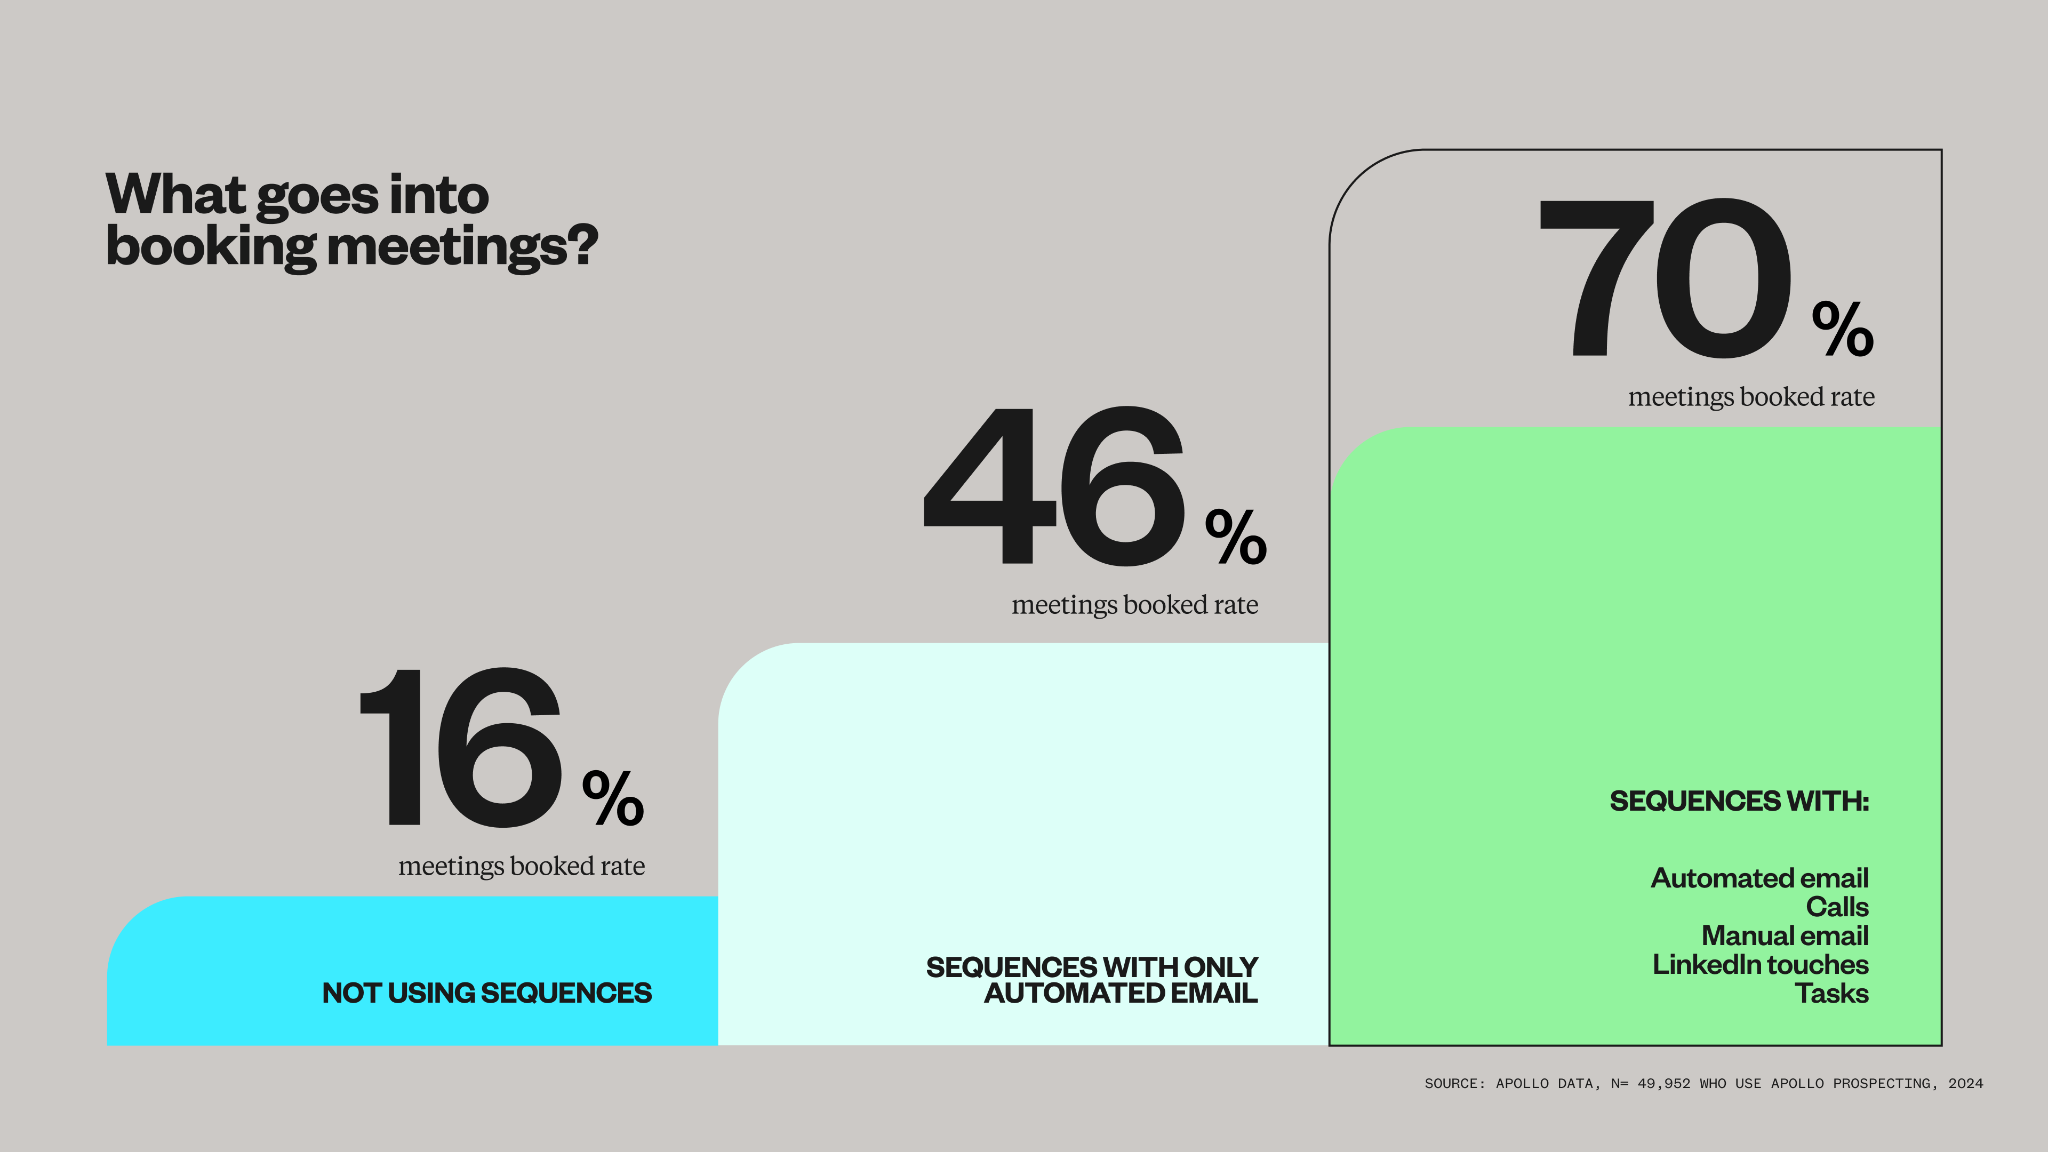 What goes into
booking meetings?
16%
meetings booked rate
NOT USING SEQUENCES
46%
meetings booked rate
SEQUENCES WITH ONLY
AUTOMATED EMAIL
70%
meetings booked rate
SEQUENCES WITH:
Automated email
Calls
Manual email
LinkedIn touches
Tasks
SOURCE: APOLLO DATA, N= 49,952 WHO USE APOLLO PROSPECTING, 2024